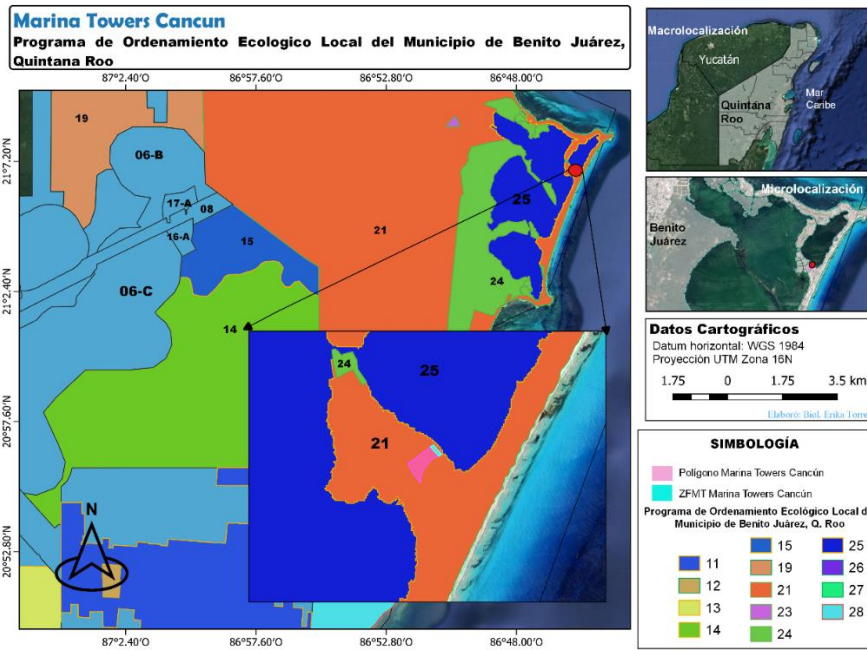 Marina Towers Cancun
Programa de Ordenamiento Ecologico Local del Municipio de Benito Juárez,
Quintana Roo
87°2.40'O
86°57.60'O
86°52.80'O
86°48.00'O
21°7.20'N
21°2.40'N
20°57.60'N
20°52.80'N
19
06-B
17-A
08
16-A
15
06-C
14
21
25
24
24
25
21
N
87°2.40'O
86°57.60'O
86°52.80'O
86°48.00'O
Macrolocalización
Yucatán
Quintana
Roo
Mar
Caribe
Microlocalización
Benito
Juárez
Datos Cartográficos
Datum horizontal: WGS 1984
Proyección UTM Zona 16N
1.75 0 1.75 3.5 km
Elaboró: Biol. Erika Torre
SIMBOLOGÍA
Polígono Marina Towers Cancún
ZFMT Marina Towers Cancún
Programa de Ordenamiento Ecológico Local d
Municipio de Benito Juàrez, Q. Roo
11
12
13
14
15
19
21
23
24
25
26
27
28